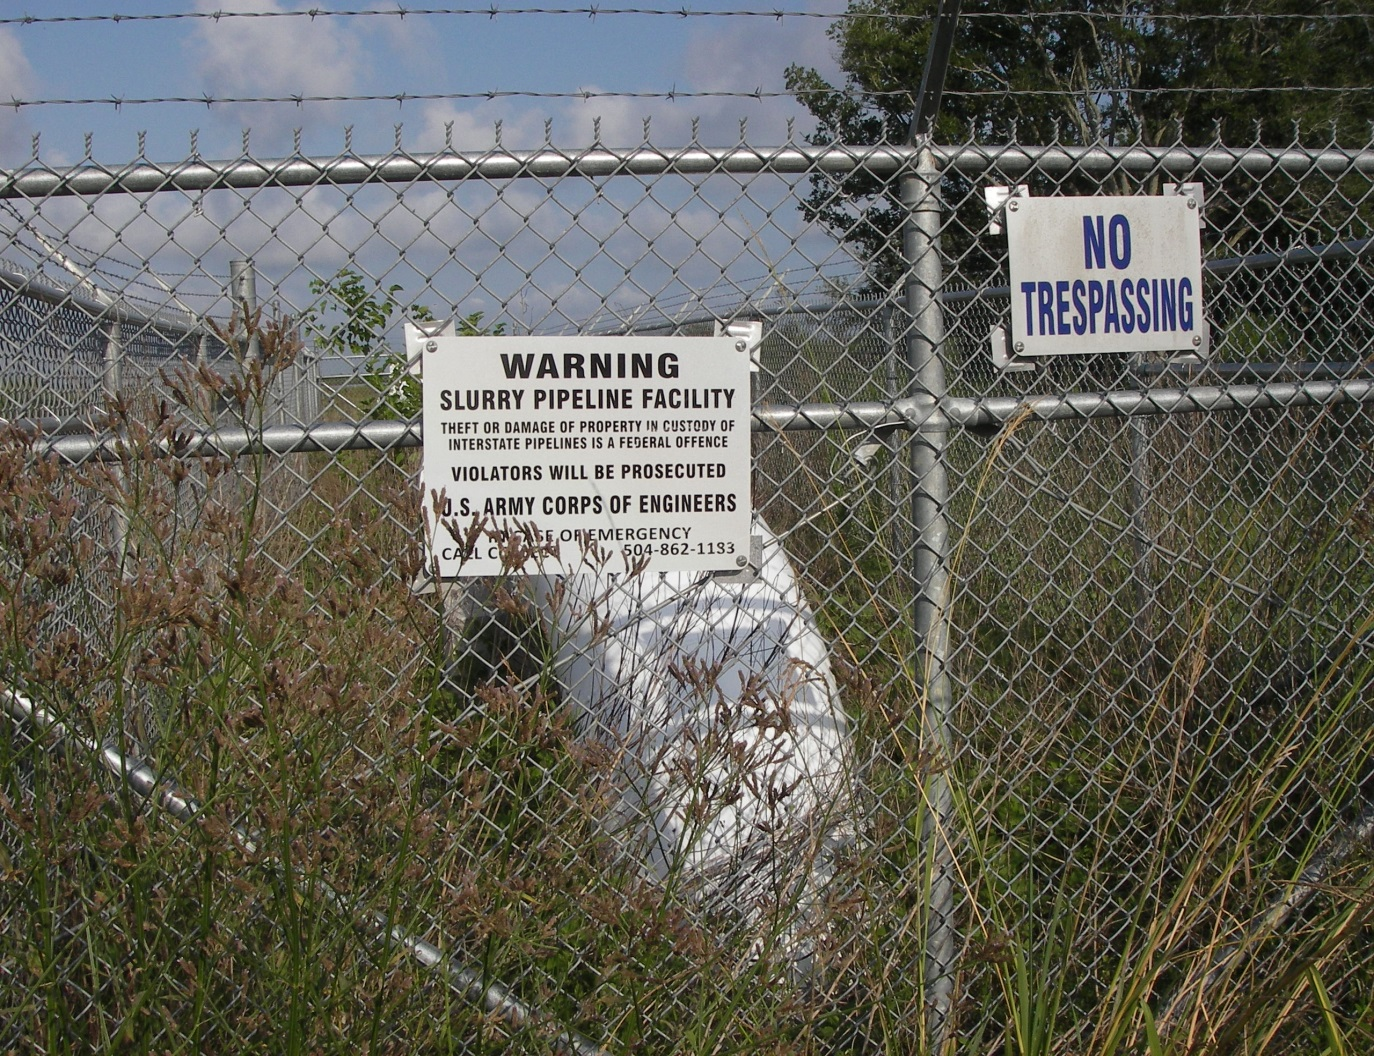 WARNING
SLURRY PIPELINE FACILITY
THEFT OR DAMAGE OF PROPERTY IN CUSTODY OF
INTERSTATE PIPELINES IS A FEDERAL OFFENCE
VIOLATORS WILL BE PROSECUTED
U.S. ARMY CORPS OF ENGINEERS
OF EMERGENCY
CALL 504-862-1133
NO
TRESPASSING